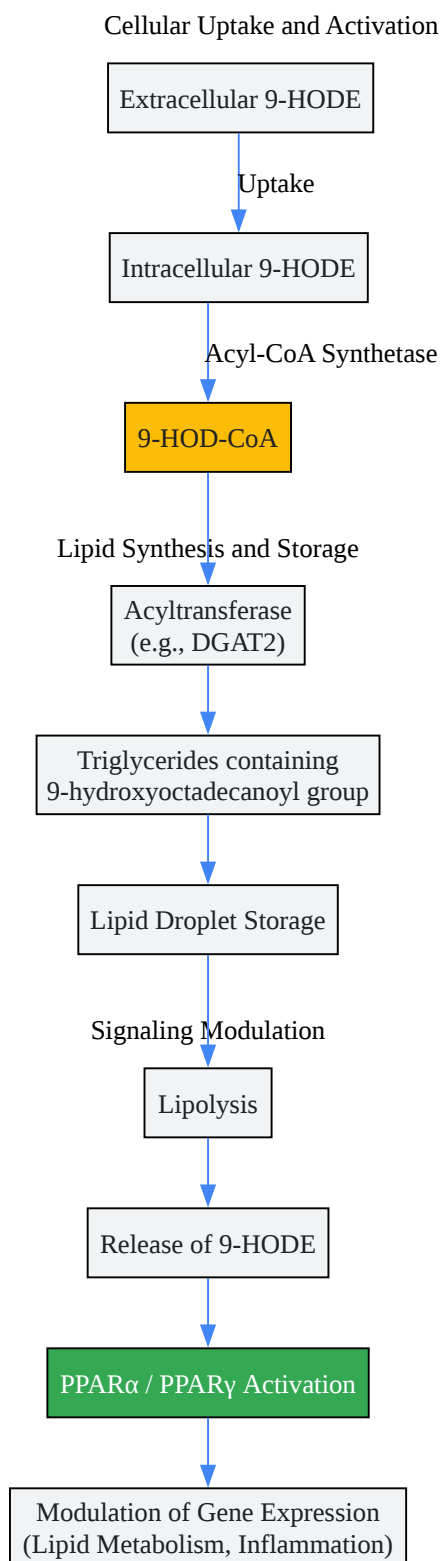 Cellular Uptake and Activation
Extracellular 9-HODE
Uptake
Intracellular 9-HODE
Acyl-CoA Synthetase
9-HOD-CoA
Lipid Synthesis and Storage
Acyltransferase
(e.g., DGAT2)
Triglycerides containing
9-hydroxyoctadecanoyl group
Lipid Droplet Storage
Signaling Modulation
Lipolysis
Release of 9-HODE
PPARα / PPARγ Activation
Modulation of Gene Expression
(Lipid Metabolism, Inflammation)